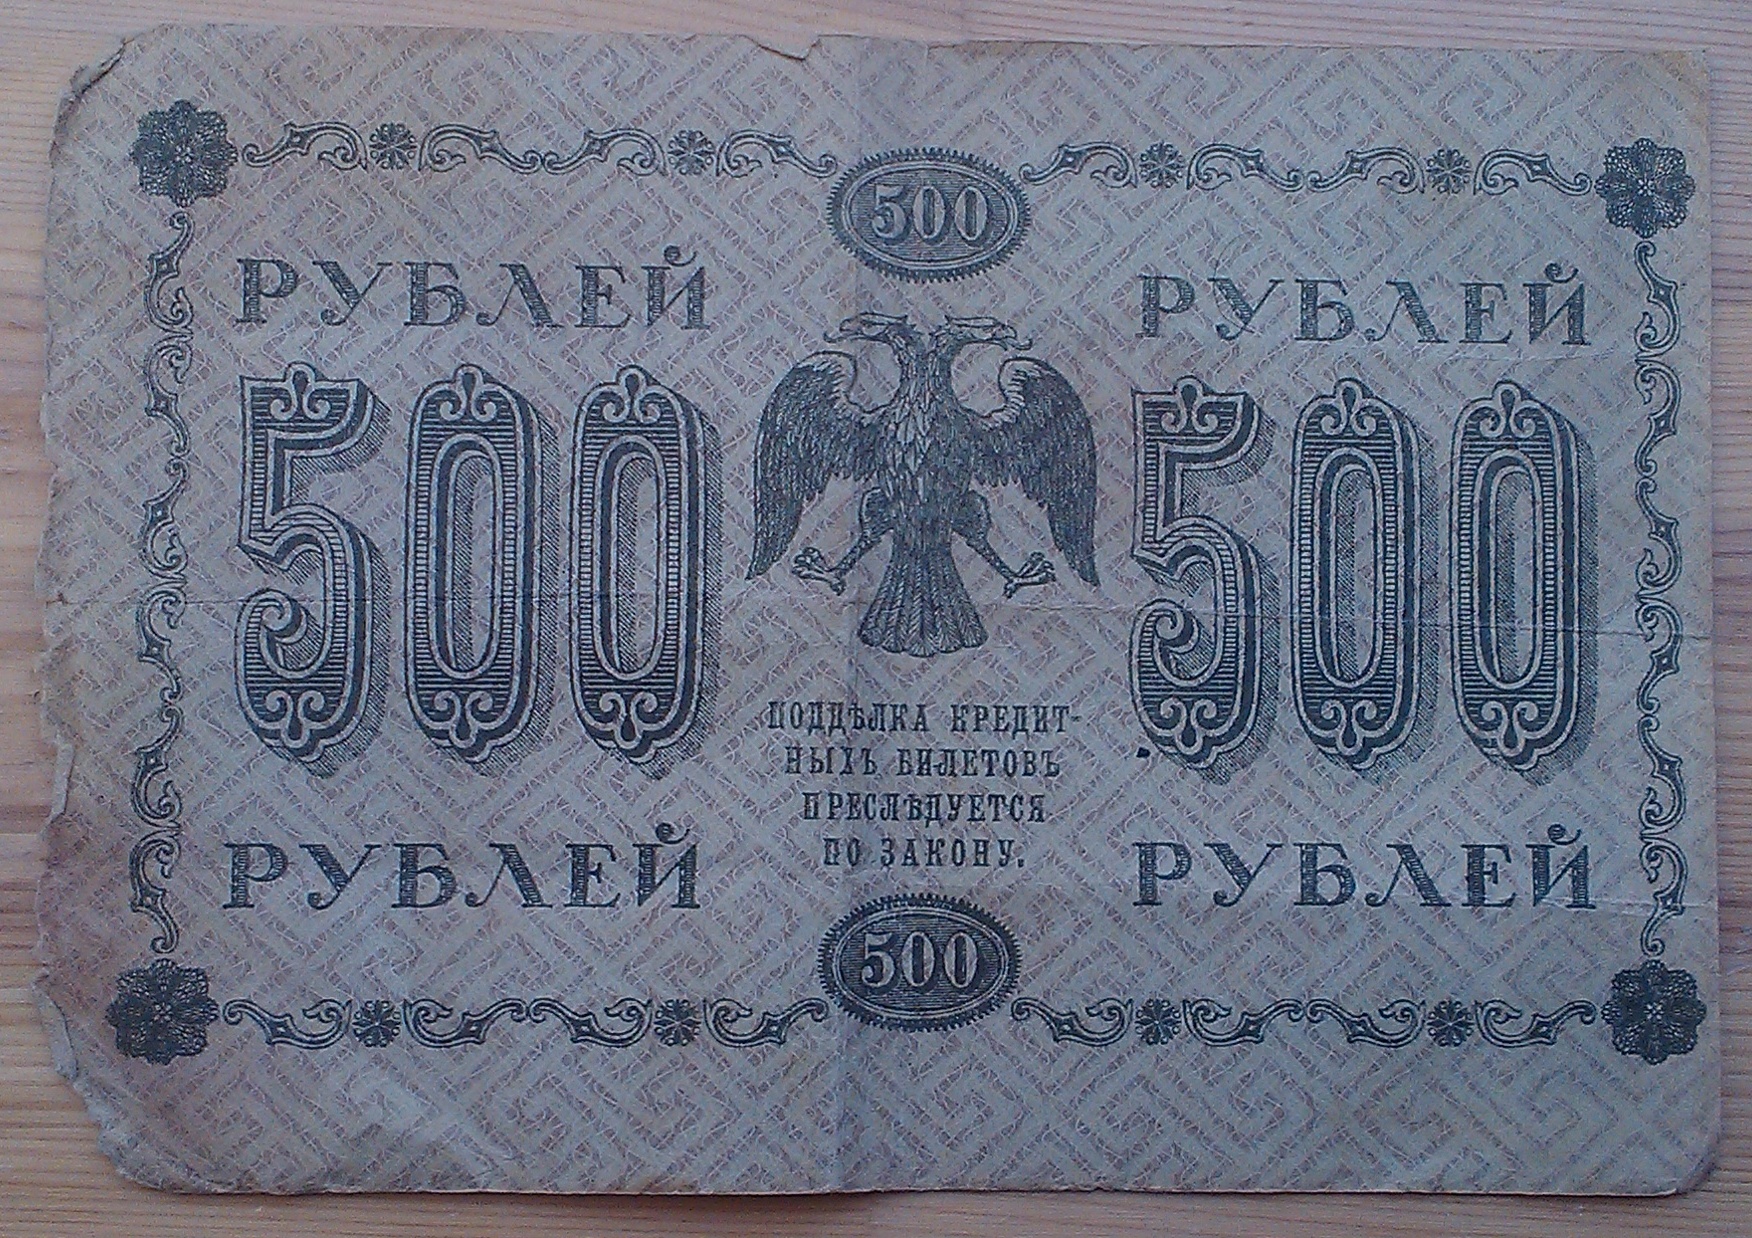 500
РУБЛЕЙ
РУБЛЕЙ
500
500
ПОДДѢЛКА КРЕДИТ-
НЫХЪ БИЛЕТОВЪ
ПРЕСЛѢДУЕТСЯ
ПО ЗАКОНУ.
РУБЛЕЙ
РУБЛЕЙ
500